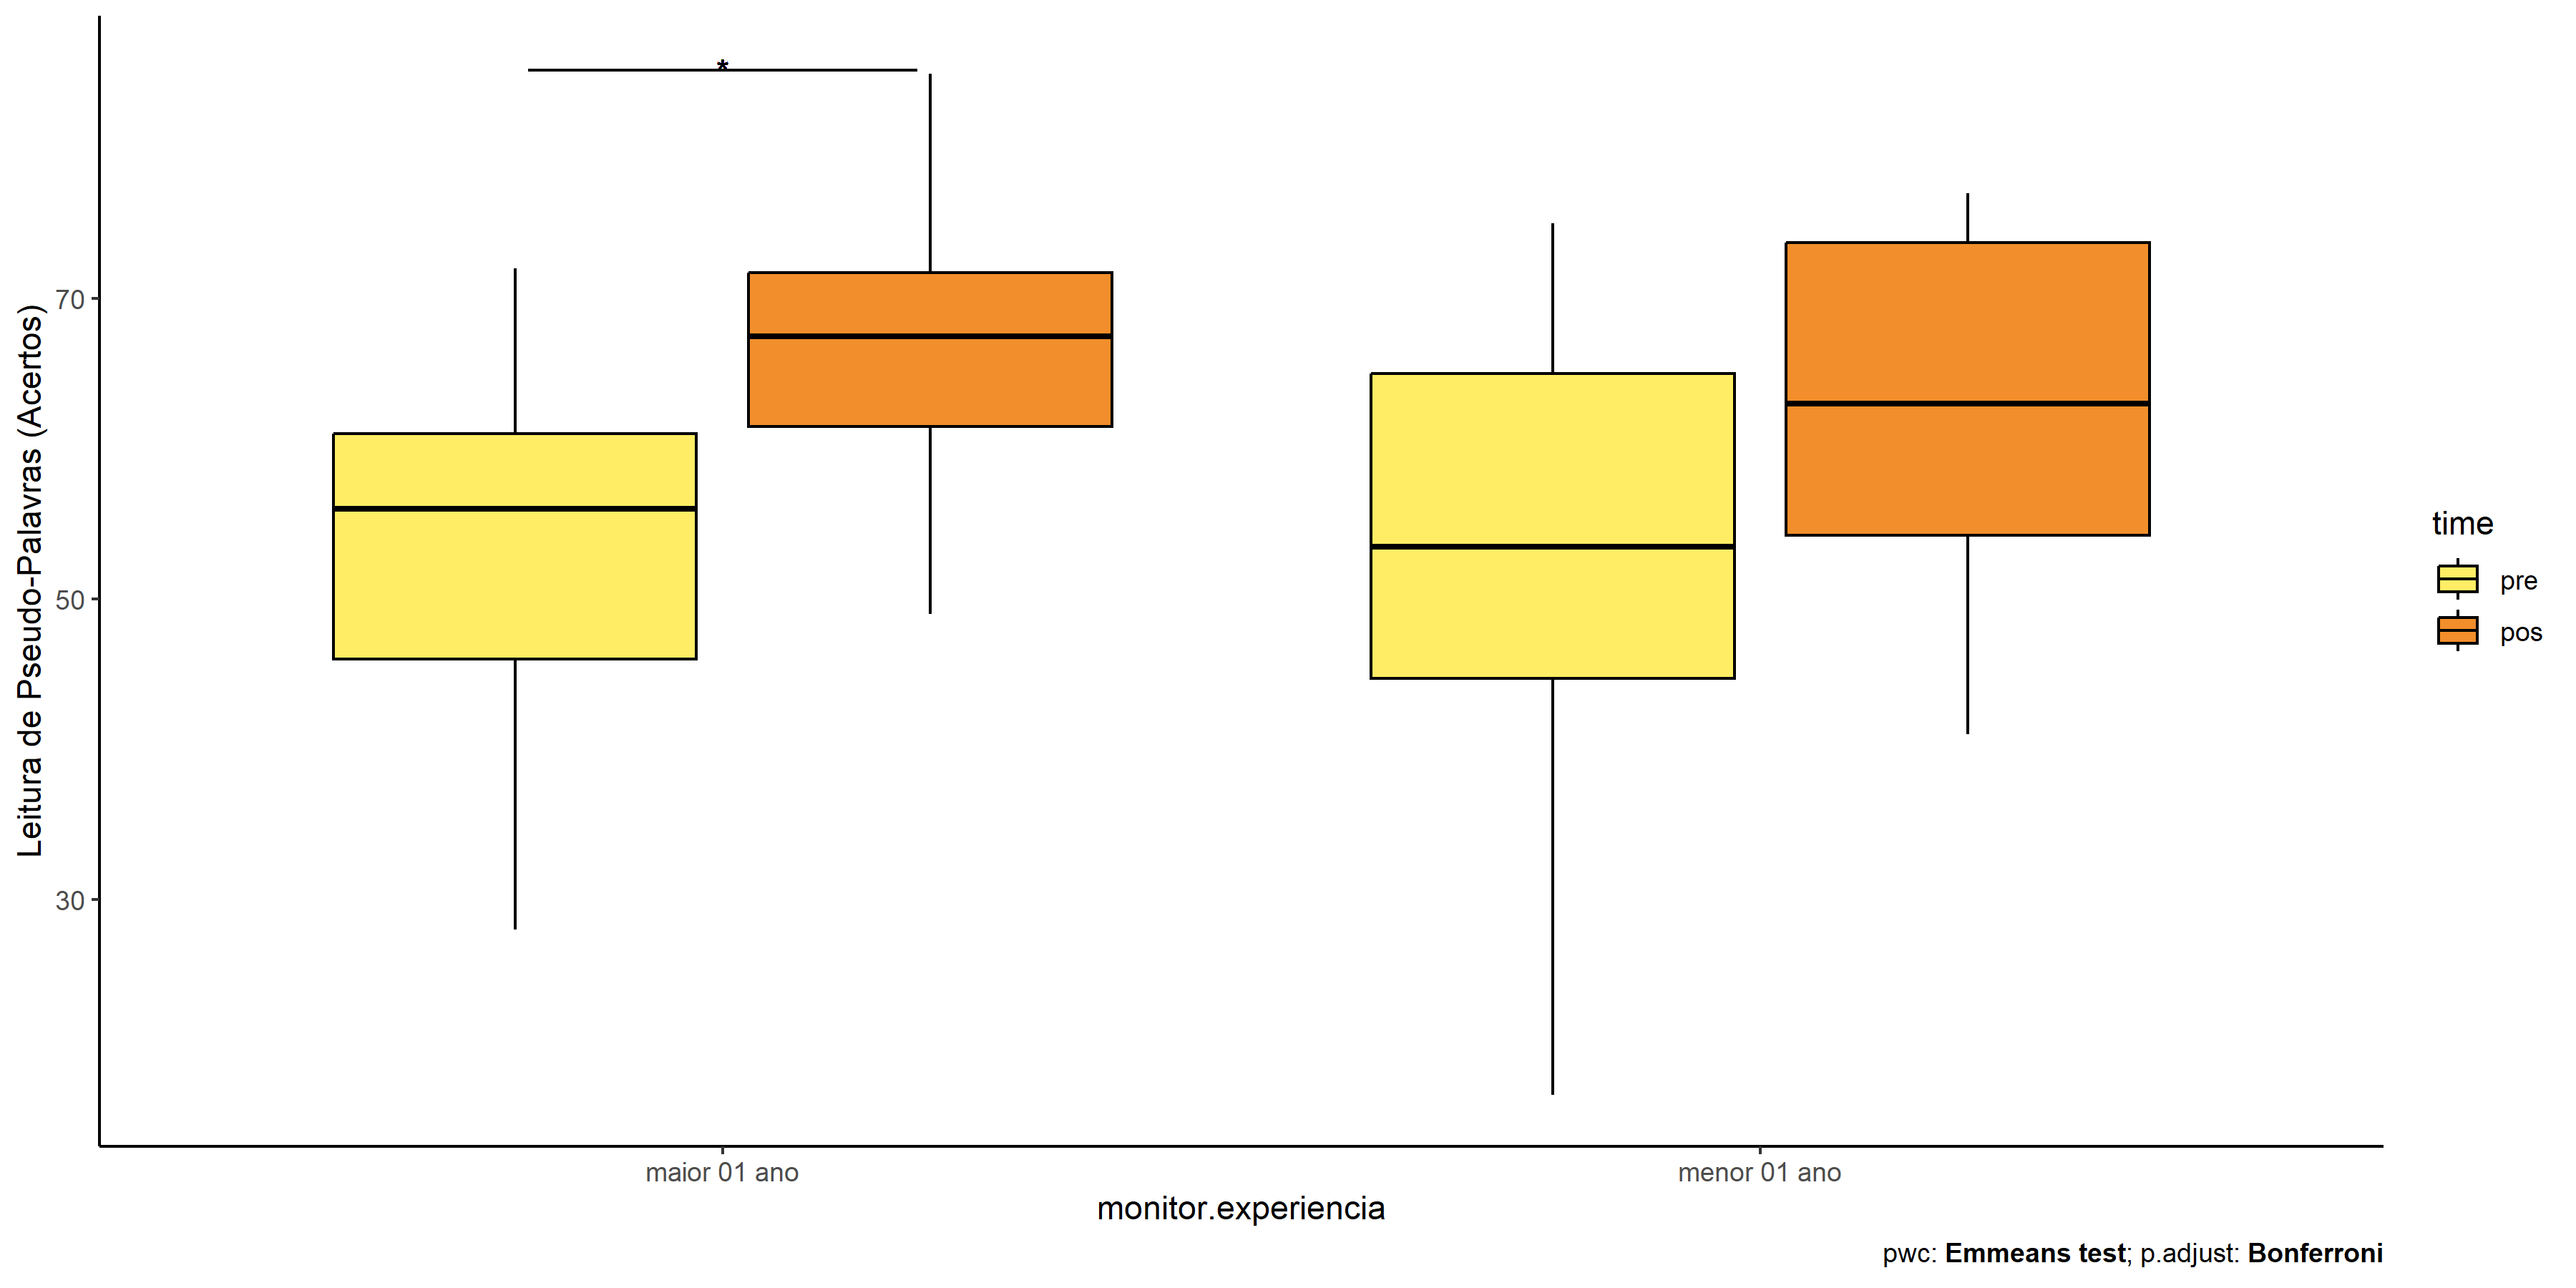 *
Leitura de Pseudo-Palavras (Acertos)
70
50
30
maior 01 ano
menor 01 ano
monitor.experiencia
time
pre
pos
pwc: Emmeans test; p.adjust: Bonferroni